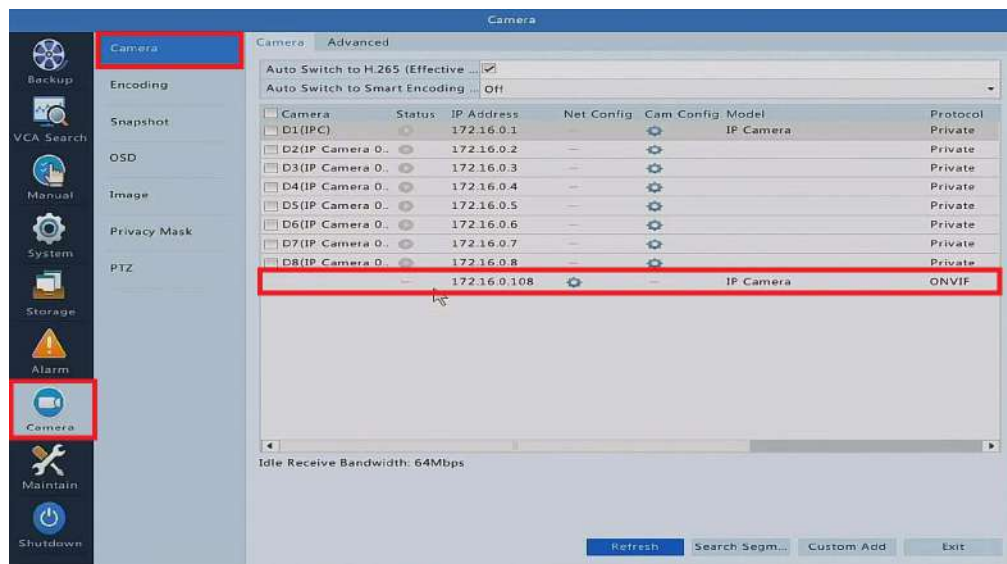 Camera
Backup
VCA Search
Manual
System
Storage
Alarm
Camera
Maintain
Shutdown
Camera
Encoding
Snapshot
OSD
Image
Privacy Mask
PTZ
Camera Advanced
Auto Switch to H.265 (Effective ...
Auto Switch to Smart Encoding ... Off
Camera Status IP Address Net Config Cam Config Model Protocol
D1(IPC) 172.16.0.1 — IP Camera Private
D2(IP Camera 0.. 172.16.0.2 — Private
D3(IP Camera 0.. 172.16.0.3 — Private
D4(IP Camera 0.. 172.16.0.4 — Private
D5(IP Camera 0.. 172.16.0.5 — Private
D6(IP Camera 0.. 172.16.0.6 — Private
D7(IP Camera 0.. 172.16.0.7 — Private
D8(IP Camera 0.. 172.16.0.8 — Private
— 172.16.0.108 — IP Camera ONVIF
Idle Receive Bandwidth: 64Mbps
Refresh Search Segm... Custom Add Exit